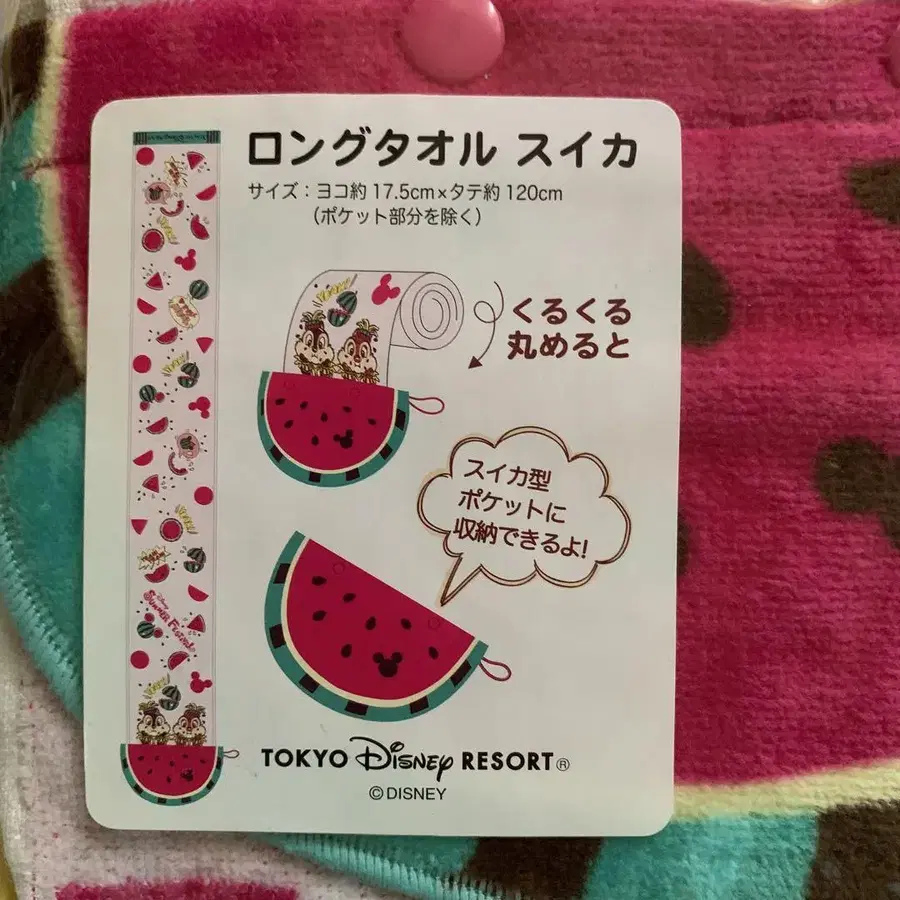 ロングタオル スイカ
サイズ：ヨコ約 17.5cm×タテ約 120cm
（ポケット部分を除く）
くるくる
丸めると
スイカ型
ポケットに
収納できるよ!
Disney
SUMMER FESTIVAL
TOKYO Disney RESORT®
©DISNEY